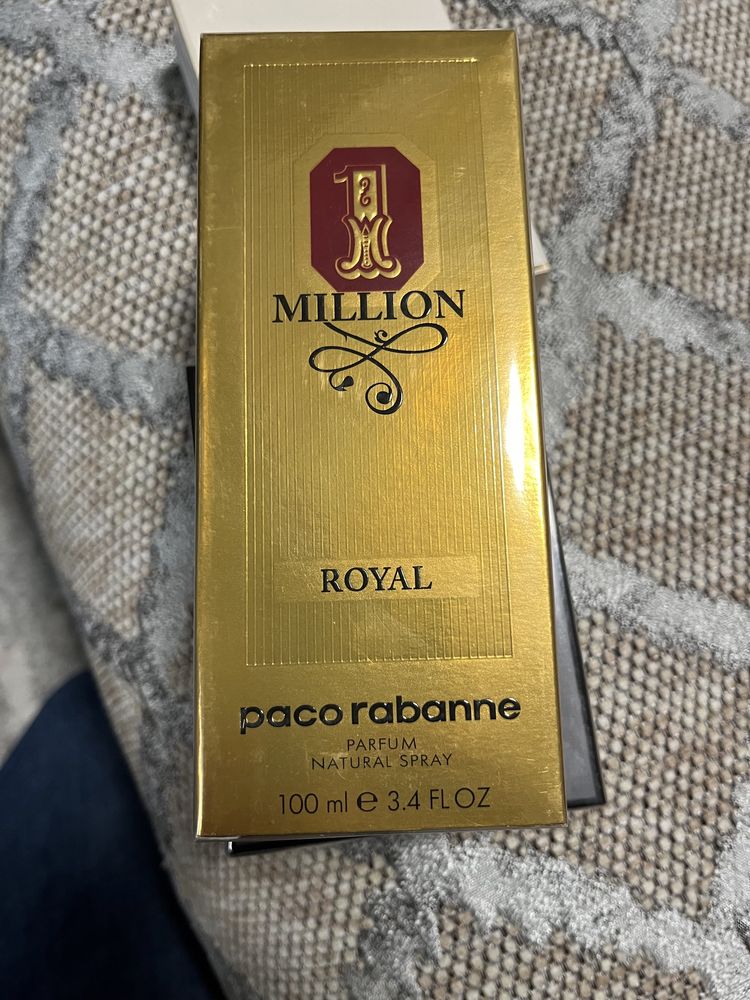 1
MILLION
ROYAL
paco rabanne
PARFUM
NATURAL SPRAY
100 ml ℮ 3.4 FL OZ